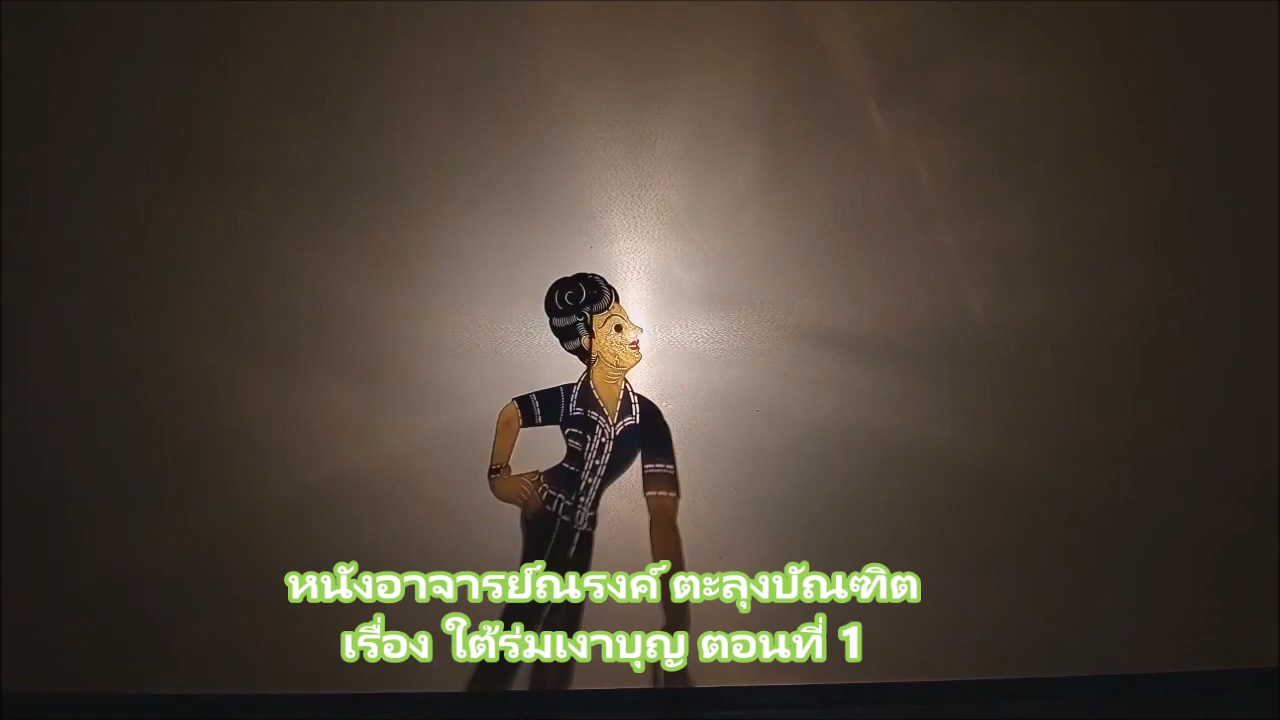 หนังอาจารย์ณรงค์ ตะลุงบัณฑิต
เรื่อง ใต้ร่มเงาบุญ ตอนที่ 1